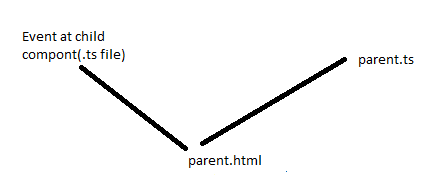 Event at child
compont(.ts file)
parent.ts
parent.html